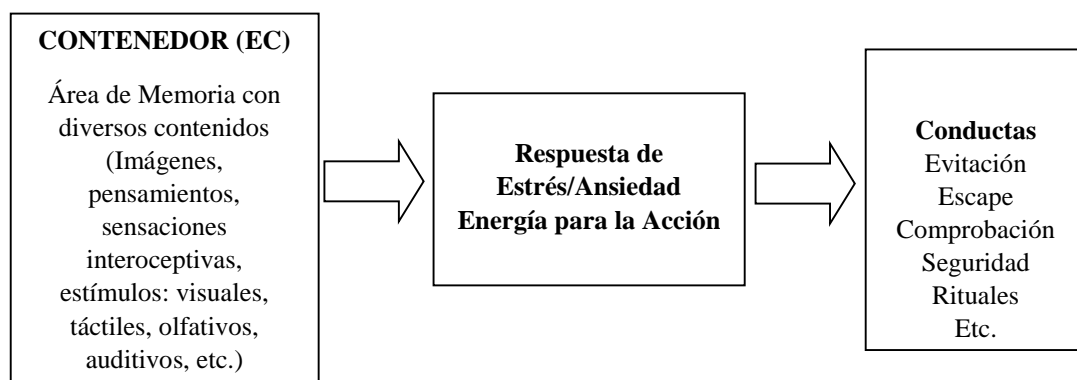 CONTENEDOR (EC)
Área de Memoria con
diversos contenidos
(Imágenes,
pensamientos,
sensaciones
interoceptivas,
estímulos: visuales,
táctiles, olfativos,
auditivos, etc.)
Respuesta de
Estrés/Ansiedad
Energía para la Acción
Conductas
Evitación
Escape
Comprobación
Seguridad
Rituales
Etc.